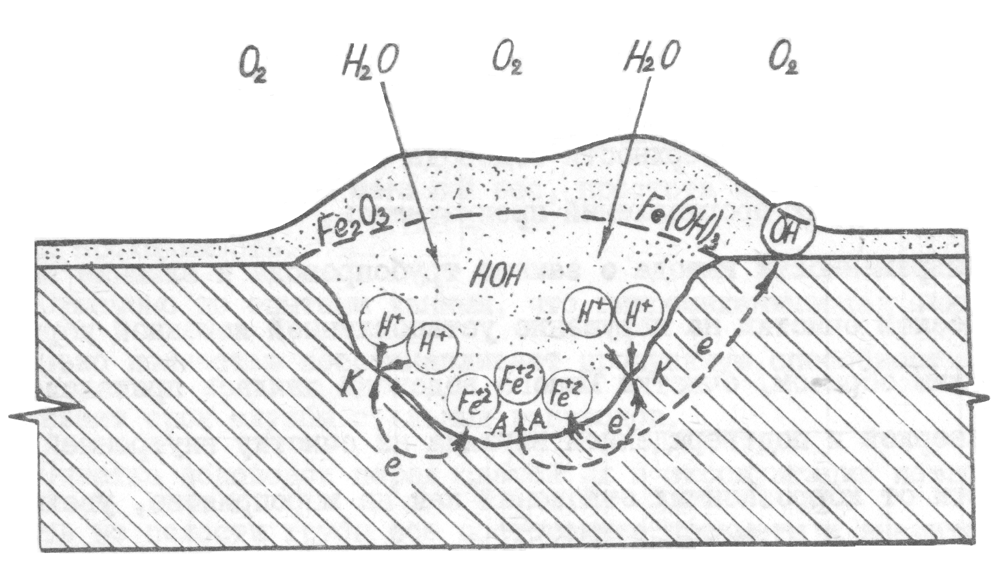 O₂ H₂O O₂ H₂O O₂
Fe₂O₃ Fe(OH)₃ OH
HOH
H⁺ H⁺ H⁺ H⁺
K Fe⁺² Fe⁺² Fe⁺² K e
A A e
e